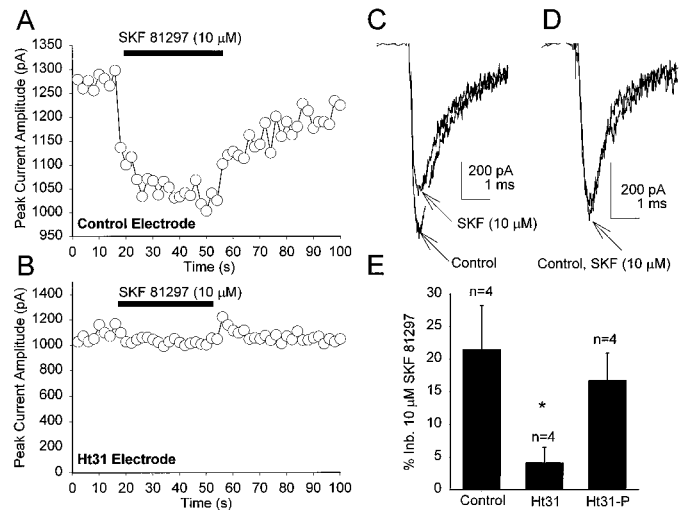 A
SKF 81297 (10 μM)
Peak Current Amplitude (pA)
1350
1300
1250
1200
1150
1100
1050
1000
950
Control Electrode
0 10 20 30 40 50 60 70 80 90 100
Time (s)
B
SKF 81297 (10 μM)
Peak Current Amplitude (pA)
1400
1200
1000
800
600
400
200
0
Ht31 Electrode
0 10 20 30 40 50 60 70 80 90 100
Time (s)
C
200 pA
1 ms
SKF (10 μM)
Control
D
200 pA
1 ms
Control, SKF (10 μM)
E
% Inb. 10 μM SKF 81297
30
25
20
15
10
5
0
n=4
*
n=4
n=4
Control Ht31 Ht31-P